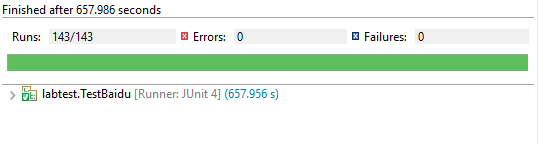 Finished after 657.986 seconds
Runs: 143/143 Errors: 0 Failures: 0
labtest.TestBaidu [Runner: JUnit 4] (657.956 s)